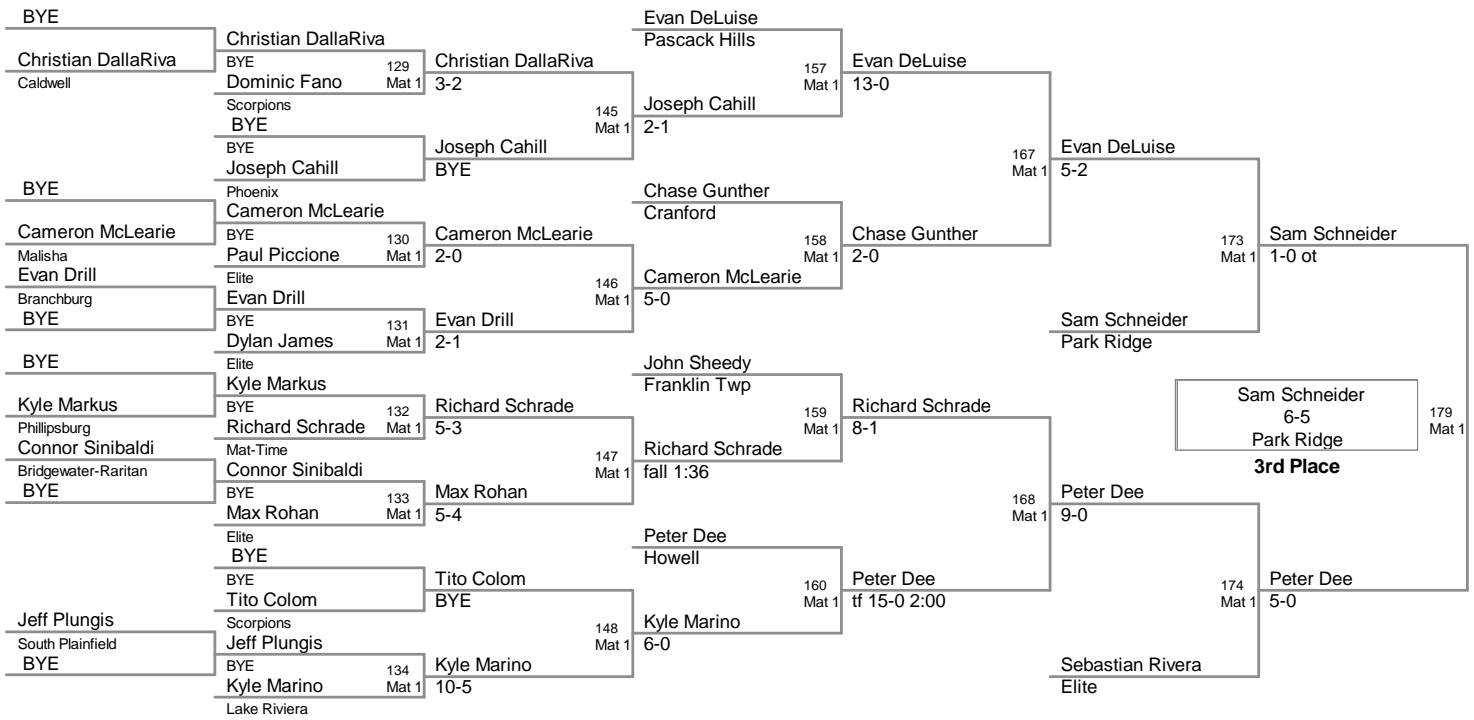 BYE
Christian DallaRiva
Caldwell
BYE
Cameron McLearie
Malisha
Evan Drill
Branchburg
BYE
BYE
Kyle Markus
Phillipsburg
Connor Sinibaldi
Bridgewater-Raritan
BYE
Jeff Plungis
South Plainfield
BYE
Christian DallaRiva
BYE
Dominic Fano
Scorpions
129
Mat 1
BYE
BYE
Joseph Cahill
Phoenix
Cameron McLearie
BYE
Paul Piccione
Elite
130
Mat 1
Evan Drill
BYE
Dylan James
Elite
131
Mat 1
Kyle Markus
BYE
Richard Schrade
Mat-Time
132
Mat 1
Connor Sinibaldi
BYE
Max Rohan
Elite
133
Mat 1
BYE
BYE
Tito Colom
Scorpions
Jeff Plungis
BYE
Kyle Marino
Lake Riviera
134
Mat 1
Christian DallaRiva
3-2
145
Mat 1
Joseph Cahill
BYE
Cameron McLearie
2-0
146
Mat 1
Evan Drill
2-1
Richard Schrade
5-3
147
Mat 1
Max Rohan
5-4
Tito Colom
BYE
148
Mat 1
Kyle Marino
10-5
Evan DeLuise
Pascack Hills
157
Mat 1
Joseph Cahill
2-1
Chase Gunther
Cranford
158
Mat 1
Cameron McLearie
5-0
John Sheedy
Franklin Twp
159
Mat 1
Richard Schrade
fall 1:36
Peter Dee
Howell
160
Mat 1
Kyle Marino
6-0
Evan DeLuise
13-0
167
Mat 1
Chase Gunther
2-0
Richard Schrade
8-1
168
Mat 1
Peter Dee
tf 15-0 2:00
Evan DeLuise
5-2
173
Mat 1
Sam Schneider
Park Ridge
Peter Dee
9-0
174
Mat 1
Sebastian Rivera
Elite
Sam Schneider
1-0 ot
179
Mat 1
Peter Dee
5-0
Sam Schneider
6-5
Park Ridge
3rd Place